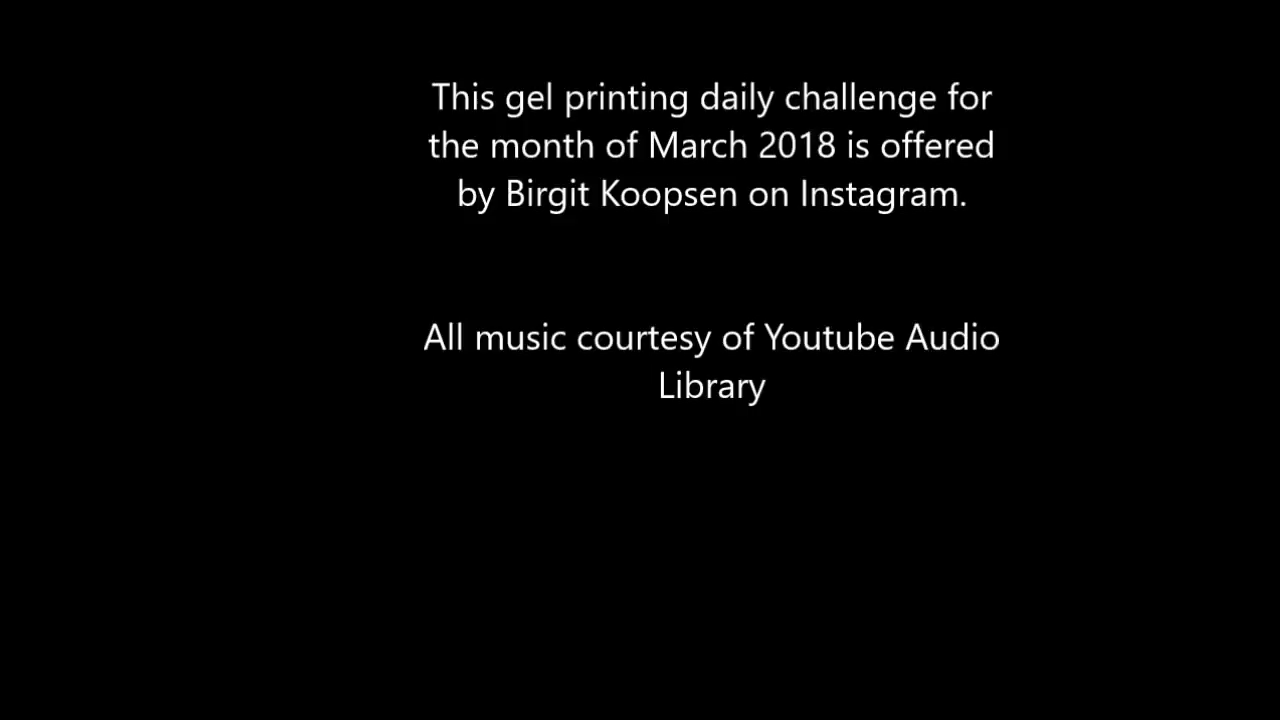 This gel printing daily challenge for
the month of March 2018 is offered
by Birgit Koopsen on Instagram.
All music courtesy of Youtube Audio
Library